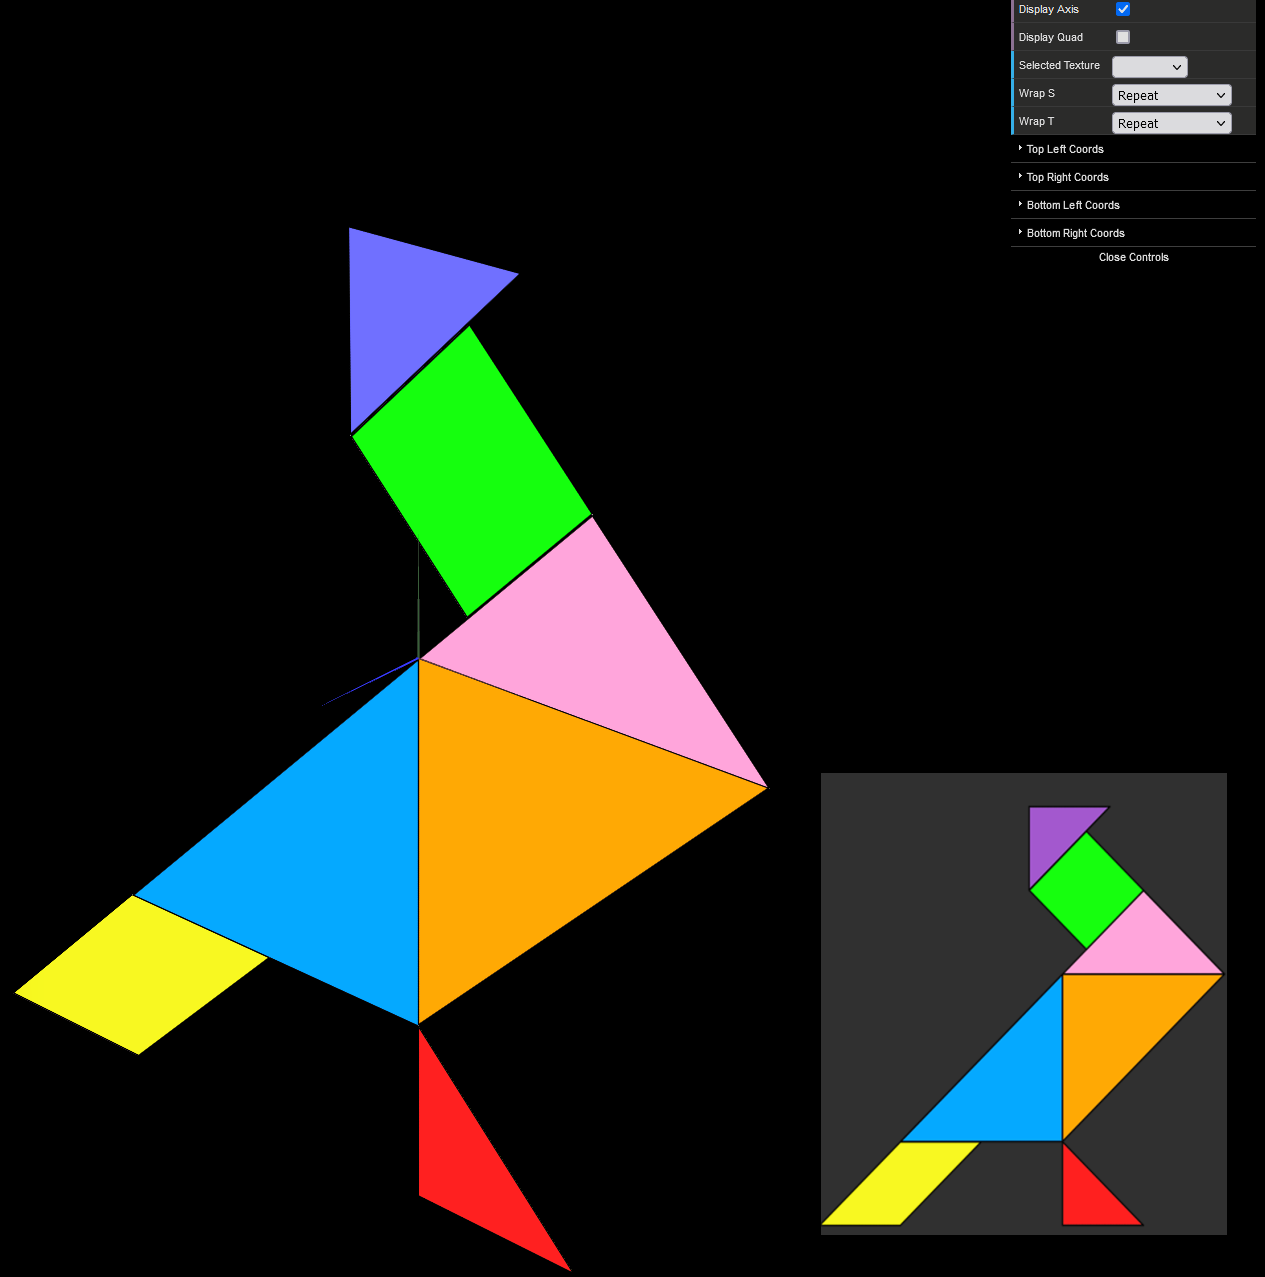 Display Axis
Display Quad
Selected Texture
Wrap S Repeat
Wrap T Repeat
Top Left Coords
Top Right Coords
Bottom Left Coords
Bottom Right Coords
Close Controls